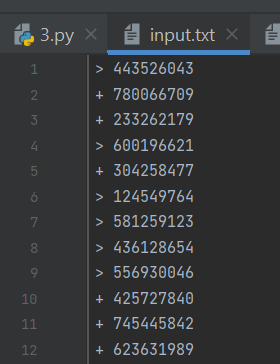 3.py input.txt
1 > 443526043
2 + 780066709
3 + 233262179
4 > 600196621
5 + 304258477
6 > 124549764
7 > 581259123
8 > 436128654
9 > 556930046
10 + 425727840
11 + 745445842
12 + 623631989